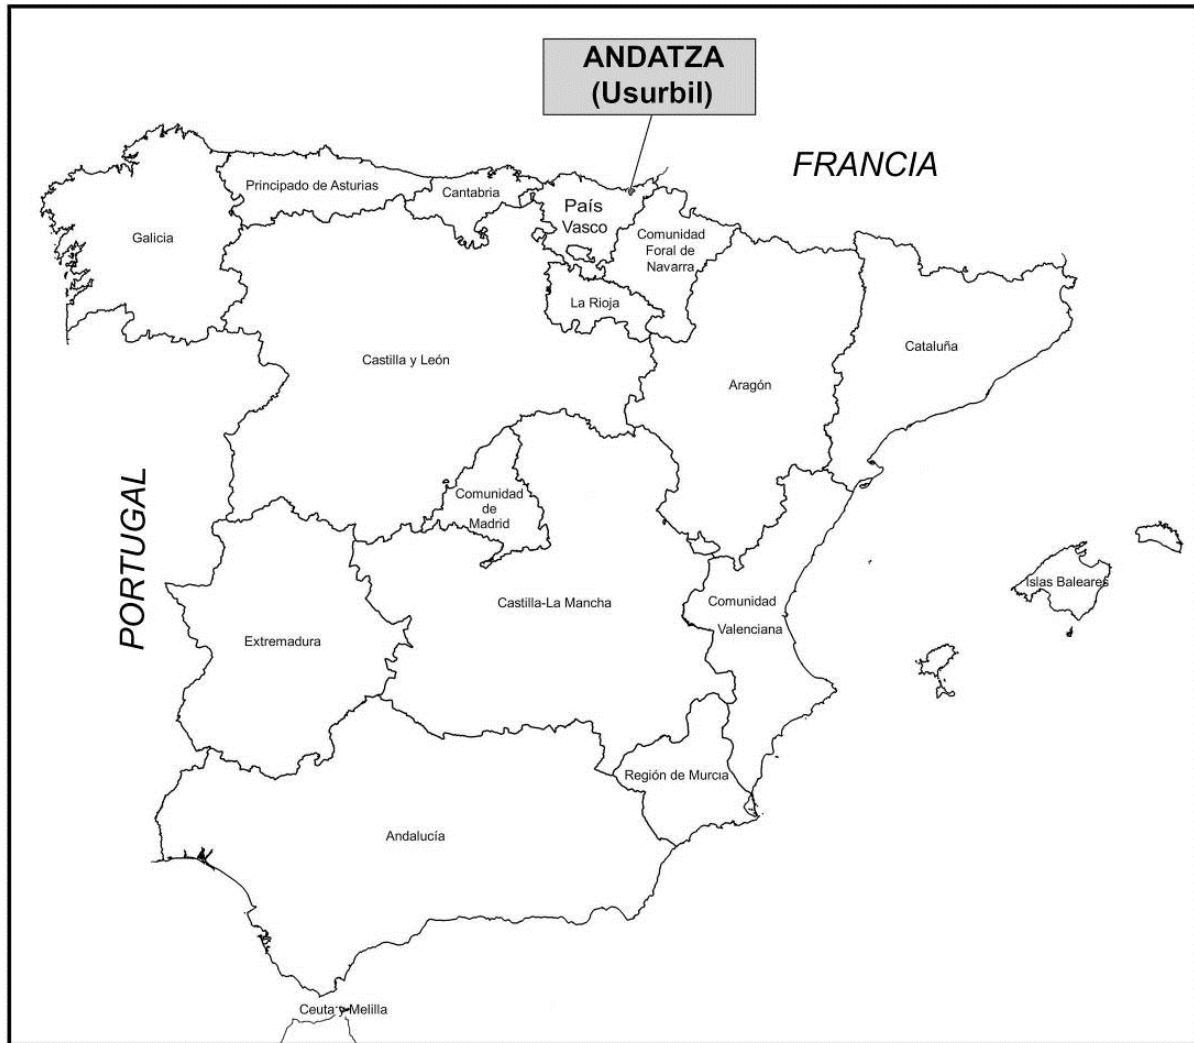 ANDATZA
(Usurbil)
FRANCIA
Principado de Asturias
Cantabria
País
Vasco
Galicia
Comunidad
Foral de
Navarra
La Rioja
Castilla y León
Cataluña
Aragón
PORTUGAL
Comunidad
de
Madrid
Islas Baleares
Castilla-La Mancha
Comunidad
Valenciana
Extremadura
Región de Murcia
Andalucía
Ceuta y Melilla